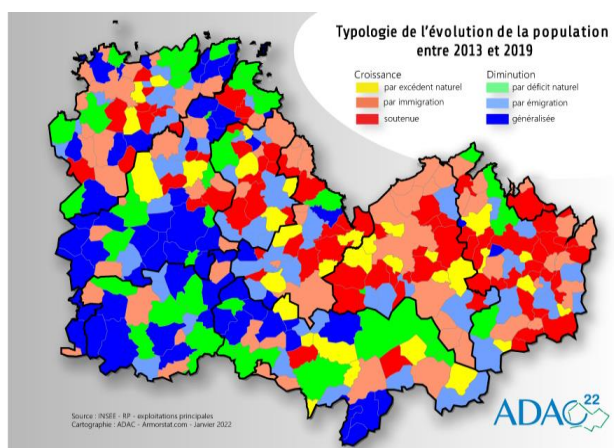 Typologie de l'évolution de la population
entre 2013 et 2019
Croissance
par excédent naturel
par immigration
soutenue
Diminution
par déficit naturel
par émigration
généralisée
Source : INSEE - RP - exploitations principales
Cartographie : ADAC - Armorstat.com - Janvier 2022
ADAC 22